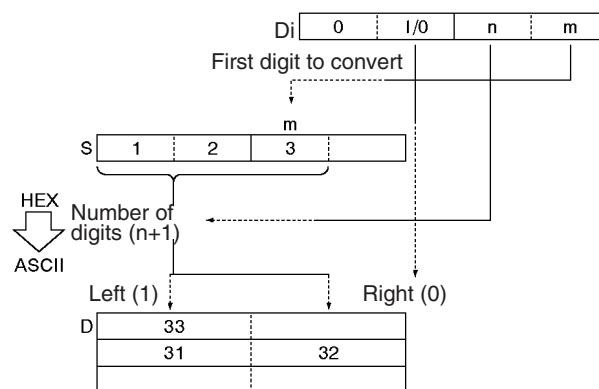 Di 0 1/0 n m
First digit to convert
m
S 1 2 3
HEX
Number of
digits (n+1)
ASCII
Left (1) Right (0)
D 33
31 32